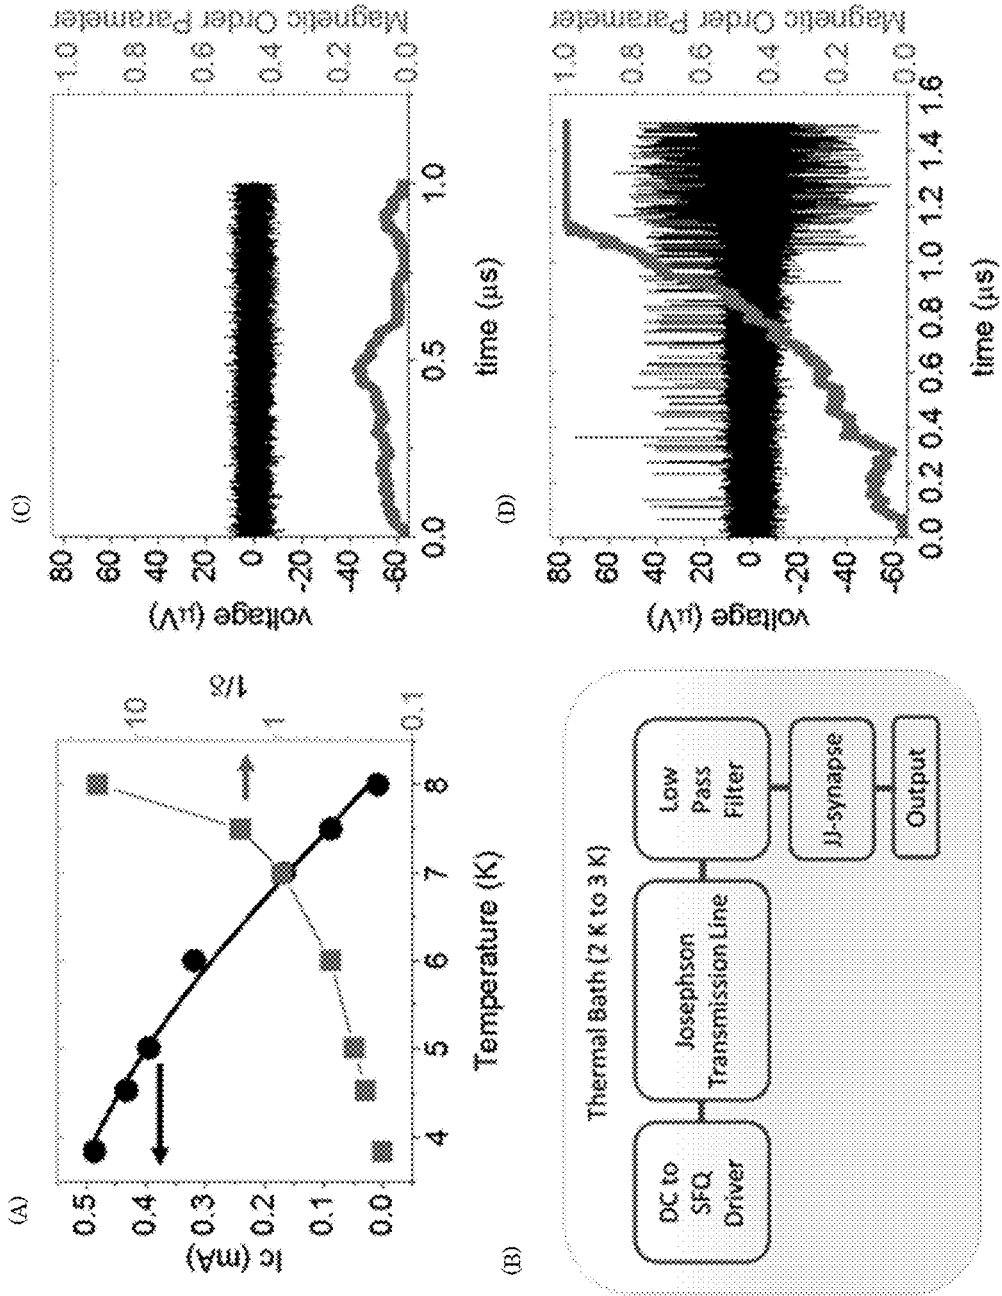 (A)
Ic (mA)
0.5
0.4
0.3
0.2
0.1
0.0
4
5
6
7
8
Temperature (K)
10
1
0.1
1/δ
(B)
Thermal Bath (2 K to 3 K)
DC to
SFQ
Driver
Josephson
Transmission Line
Low
Pass
Filter
JJ-synapse
Output
(C)
voltage (μV)
80
60
40
20
0
-20
-40
-60
0.0
0.5
1.0
time (μs)
1.0
0.8
0.6
0.4
0.2
0.0
Magnetic Order Parameter
(D)
voltage (μV)
80
60
40
20
0
-20
-40
-60
0.0 0.2 0.4 0.6 0.8 1.0 1.2 1.4 1.6
time (μs)
1.0
0.8
0.6
0.4
0.2
0.0
Magnetic Order Parameter